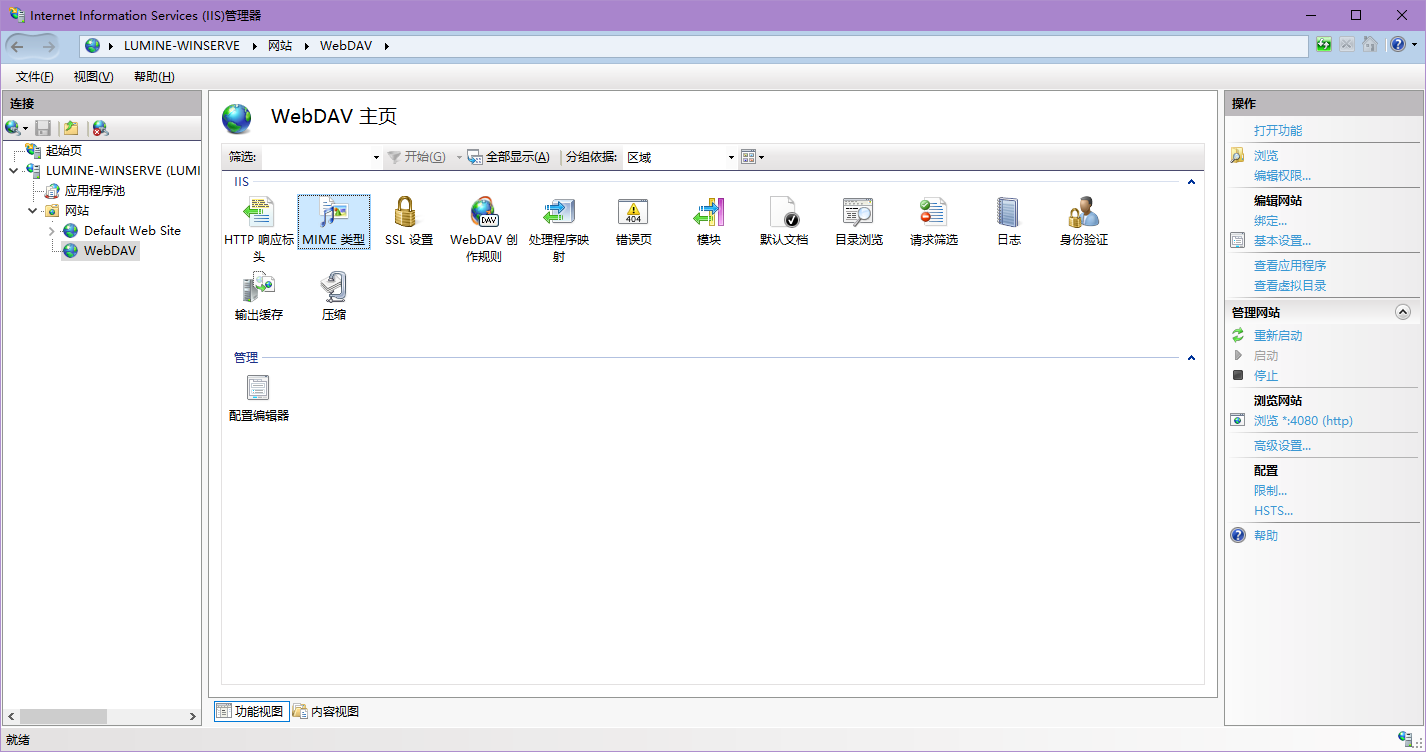 Internet Information Services (IIS)管理器
LUMINE-WINSERVE 网站 WebDAV
文件(F) 视图(V) 帮助(H)
连接
起始页
LUMINE-WINSERVE (LUMI
应用程序池
网站
Default Web Site
WebDAV
WebDAV 主页
筛选: 开始(G) 全部显示(A) 分组依据: 区域
IIS
HTTP 响应标
头
MIME 类型
SSL 设置
WebDAV 创
作规则
处理程序映
射
错误页
模块
默认文档
目录浏览
请求筛选
日志
身份验证
输出缓存
压缩
管理
配置编辑器
功能视图 内容视图
操作
打开功能
浏览
编辑权限...
编辑网站
绑定...
基本设置...
查看应用程序
查看虚拟目录
管理网站
重新启动
启动
停止
浏览网站
浏览 *:4080 (http)
高级设置...
配置
限制...
HSTS...
帮助
就绪